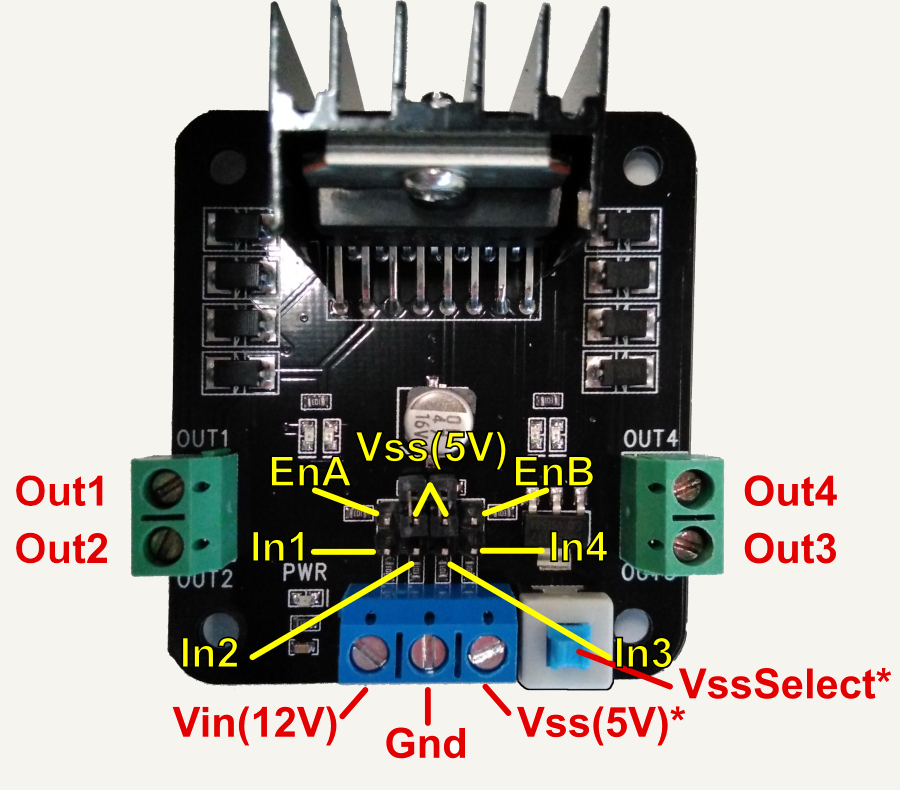 OUT1
OUT4
Vss(5V)
EnA
EnB
Out1
Out4
In1
In4
Out2
Out3
OUT2
PWR
In2
In3
VssSelect*
Vin(12V)
Gnd
Vss(5V)*